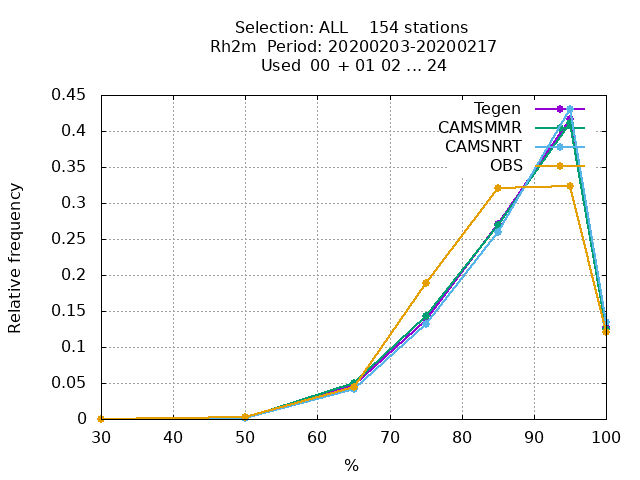 Selection: ALL    154 stations
Rh2m  Period: 20200203-20200217
Used  00 + 01 02 ... 24
Tegen
CAMSMMR
CAMSNRT
OBS
0.45
0.4
0.35
0.3
0.25
0.2
0.15
0.1
0.05
0
Relative frequency
30 40 50 60 70 80 90 100
%